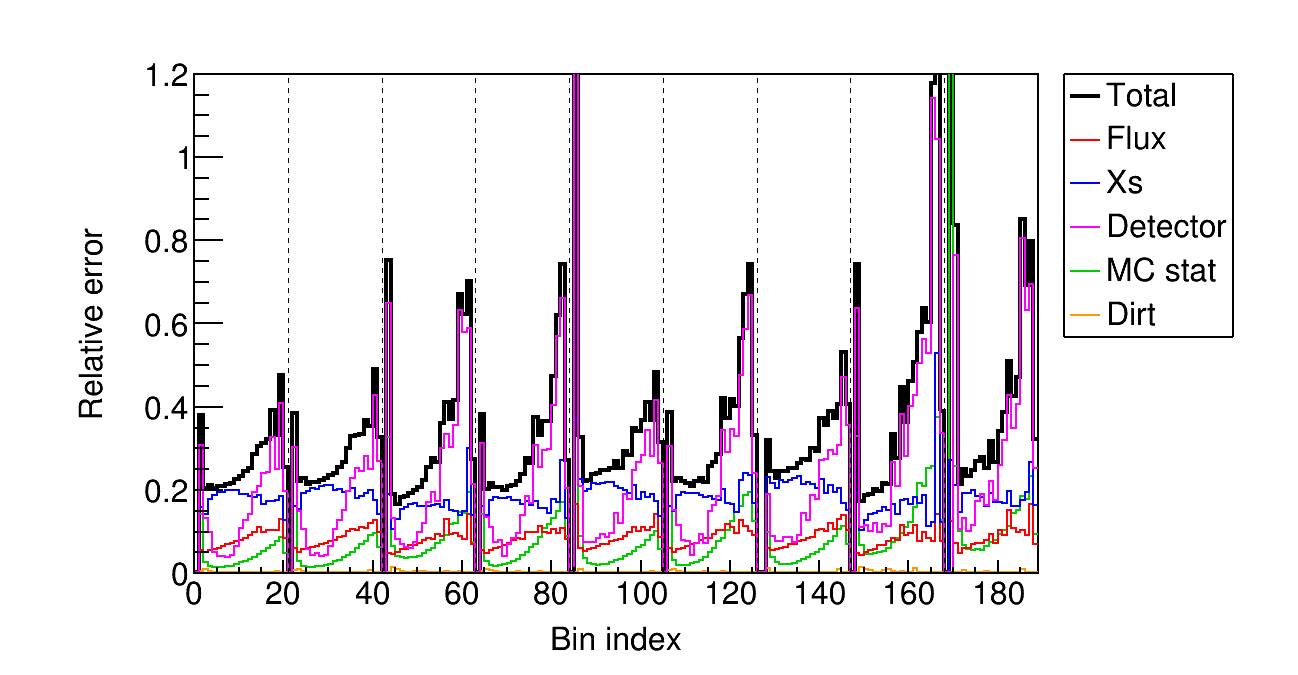 1.2
1
0.8
0.6
0.4
0.2
0
Relative error
0 20 40 60 80 100 120 140 160 180
Bin index
Total
Flux
Xs
Detector
MC stat
Dirt